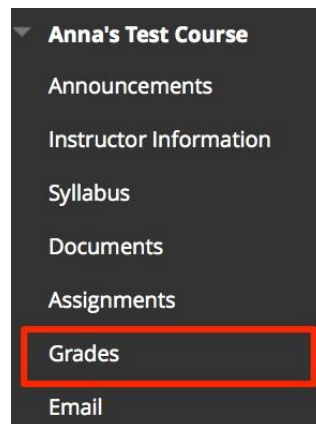 Anna's Test Course
Announcements
Instructor Information
Syllabus
Documents
Assignments
Grades
Email